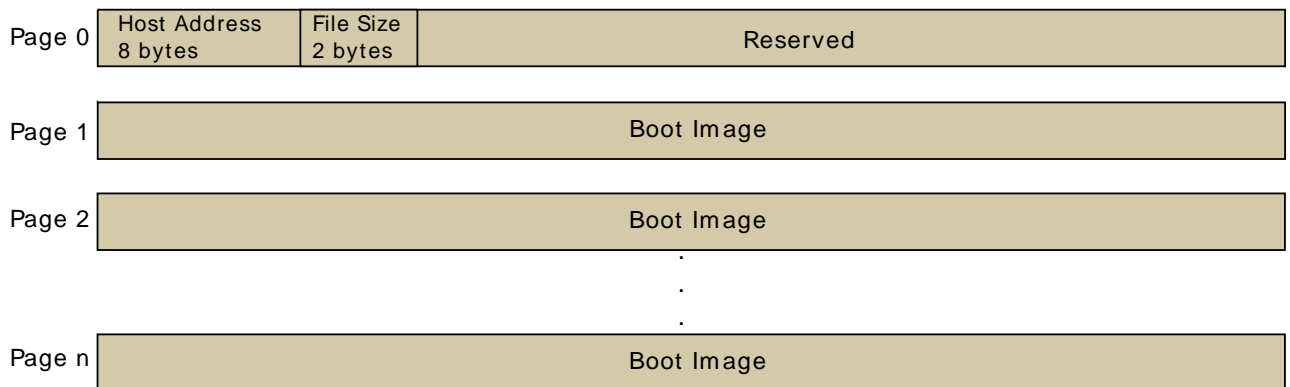 Page 0
Host Address
8 bytes
File Size
2 bytes
Reserved
Page 1
Boot Image
Page 2
Boot Image
.
.
.
Page n
Boot Image